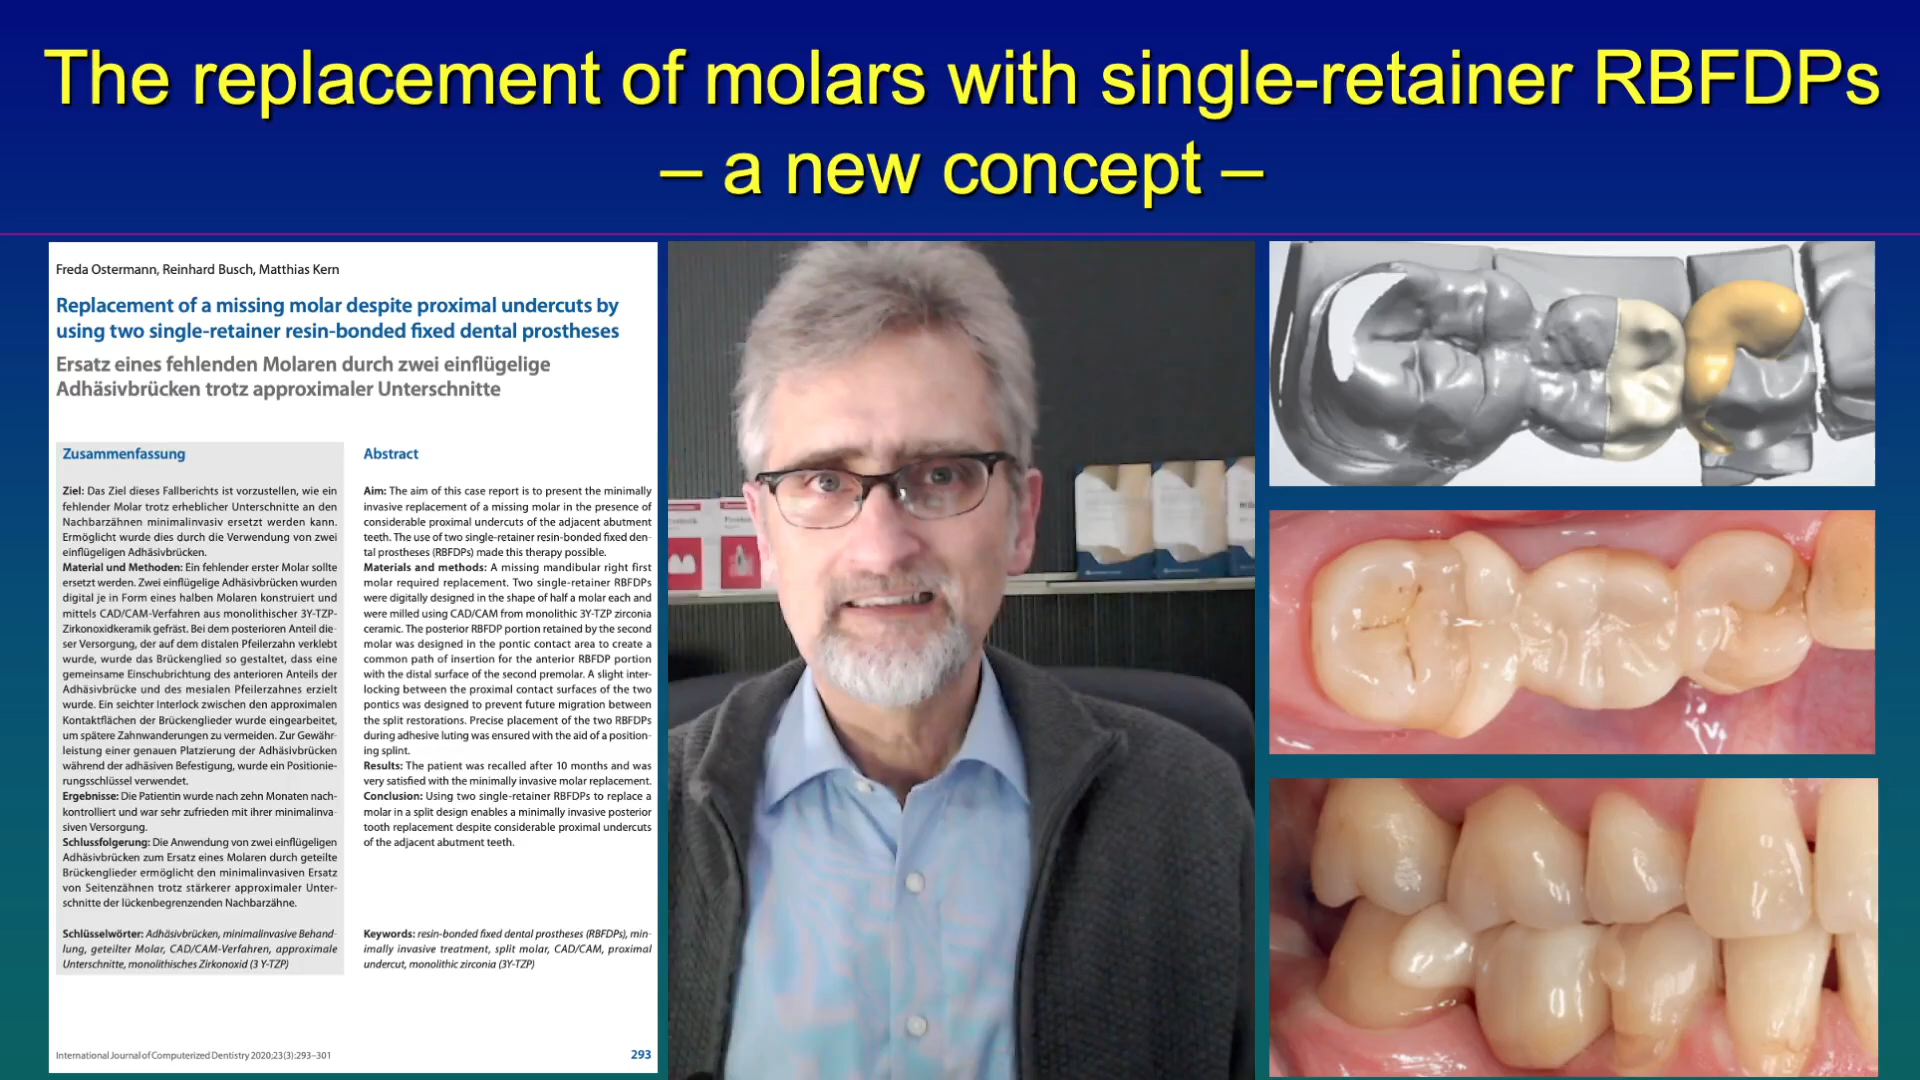 The replacement of molars with single-retainer RBFDPs
– a new concept –
Freda Ostermann, Reinhard Busch, Matthias Kern
Replacement of a missing molar despite proximal undercuts by
using two single-retainer resin-bonded fixed dental prostheses
Ersatz eines fehlenden Molaren durch zwei einflügelige
Adhäsivbrücken trotz approximaler Unterschnitte
Zusammenfassung
Ziel: Das Ziel dieses Fallberichts ist vorzustellen, wie ein
fehlender Molar trotz erheblicher Unterschnitte an den
Nachbarzähnen minimalinvasiv ersetzt werden kann.
Ermöglicht wurde dies durch die Verwendung von zwei
einflügeligen Adhäsivbrücken.
Material und Methoden: Ein fehlender erster Molar sollte
ersetzt werden. Zwei einflügelige Adhäsivbrücken wurden
digital je in Form eines halben Molaren konstruiert und
mittels CAD/CAM-Verfahren aus monolithischer 3Y-TZP-
Zirkonoxidkeramik gefräst. Bei dem posterioren Anteil die-
ser Versorgung, der auf dem distalen Pfeilerzahn verklebt
wurde, wurde das Brückenglied so gestaltet, dass eine
gemeinsame Einschubrichtung des anterioren Anteils der
Adhäsivbrücke und des mesialen Pfeilerzahnes erzielt
wurde. Ein seichter Interlock zwischen den approximalen
Kontaktflächen der Brückenglieder wurde eingearbeitet,
um spätere Zahnwanderungen zu vermeiden. Zur Gewähr-
leistung einer genauen Platzierung der Adhäsivbrücken
während der adhäsiven Befestigung, wurde ein Positionie-
rungsschlüssel verwendet.
Ergebnisse: Die Patientin wurde nach zehn Monaten nach-
kontrolliert und war sehr zufrieden mit ihrer minimalinva-
siven Versorgung.
Schlussfolgerung: Die Anwendung von zwei einflügeligen
Adhäsivbrücken zum Ersatz eines Molaren durch geteilte
Brückenglieder ermöglicht den minimalinvasiven Ersatz
von Seitenzähnen trotz stärkerer approximaler Unter-
schnitte der lückenbegrenzenden Nachbarzähne.
Schlüsselwörter: Adhäsivbrücken, minimalinvasive Behand-
lung, geteilter Molar, CAD/CAM-Verfahren, approximale
Unterschnitte, monolithisches Zirkonoxid (3 Y-TZP)
Abstract
Aim: The aim of this case report is to present the minimally
invasive replacement of a missing molar in the presence of
considerable proximal undercuts of the adjacent abutment
teeth. The use of two single-retainer resin-bonded fixed den-
tal prostheses (RBFDPs) made this therapy possible.
Materials and methods: A missing mandibular right first
molar required replacement. Two single-retainer RBFDPs
were digitally designed in the shape of half a molar each and
were milled using CAD/CAM from monolithic 3Y-TZP zirconia
ceramic. The posterior RBFDP portion retained by the second
molar was designed in the pontic contact area to create a
common path of insertion for the anterior RBFDP portion
with the distal surface of the second premolar. A slight inter-
locking between the proximal contact surfaces of the two
pontics was designed to prevent future migration between
the split restorations. Precise placement of the two RBFDPs
during adhesive luting was ensured with the aid of a position-
ing splint.
Results: The patient was recalled after 10 months and was
very satisfied with the minimally invasive molar replacement.
Conclusion: Using two single-retainer RBFDPs to replace a
molar in a split design enables a minimally invasive posterior
tooth replacement despite considerable proximal undercuts
of the adjacent abutment teeth.
Keywords: resin-bonded fixed dental prostheses (RBFDPs), min-
imally invasive treatment, split molar, CAD/CAM, proximal
undercut, monolithic zirconia (3Y-TZP)
International Journal of Computerized Dentistry 2020;23(3):293–301
293